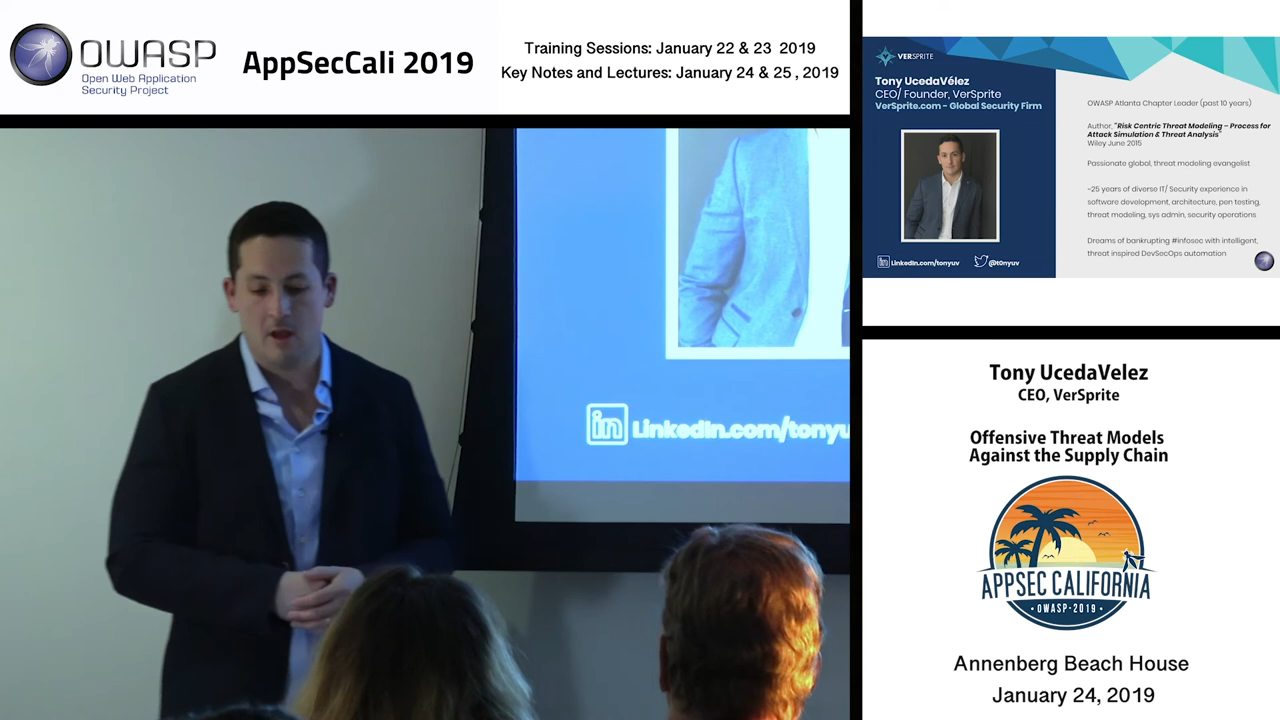 OWASP
Open Web Application
Security Project
AppSecCali 2019
Training Sessions: January 22 & 23 2019
Key Notes and Lectures: January 24 & 25 , 2019
LinkedIn.com/tonyu
in
VERSPRITE
Tony UcedaVélez
CEO/ Founder, VerSprite
VerSprite.com - Global Security Firm
in LinkedIn.com/tonyuv
@t0nyuv
OWASP Atlanta Chapter Leader (past 10 years)
Author, "Risk Centric Threat Modeling – Process for
Attack Simulation & Threat Analysis"
Wiley June 2015
Passionate global, threat modeling evangelist
~25 years of diverse IT/ Security experience in
software development, architecture, pen testing,
threat modeling, sys admin, security operations
Dreams of bankrupting #infosec with intelligent,
threat inspired DevSecOps automation
Tony UcedaVelez
CEO, VerSprite
Offensive Threat Models
Against the Supply Chain
APPSEC CALIFORNIA
OWASP·2019
Annenberg Beach House
January 24, 2019